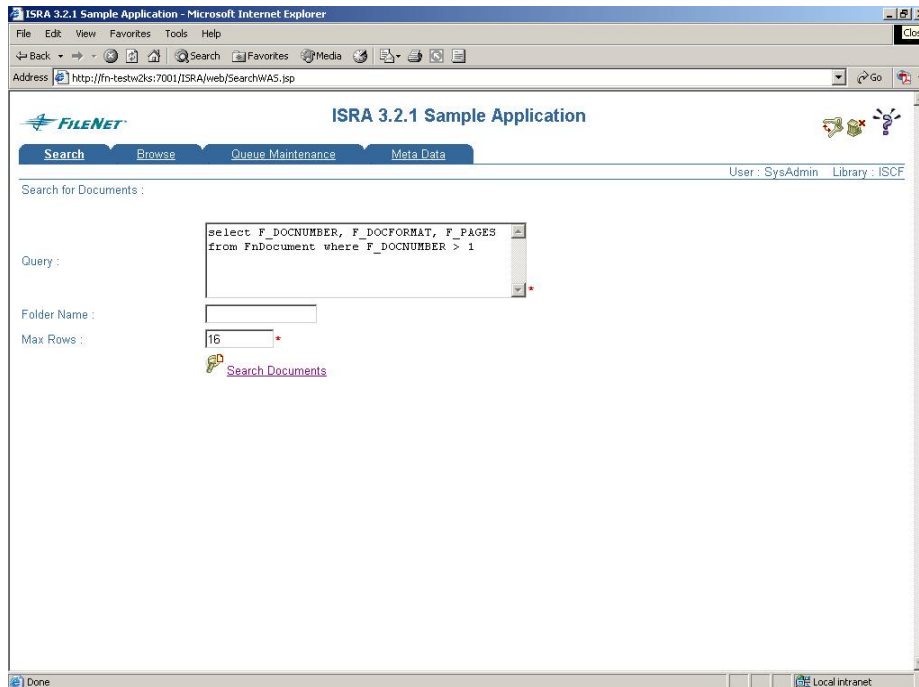 ISRA 3.2.1 Sample Application - Microsoft Internet Explorer
File Edit View Favorites Tools Help
Clos
Back Search Favorites Media
Address http://fn-testw2ks:7001/ISRA/web/SearchWAS.jsp Go
FILENET
ISRA 3.2.1 Sample Application
Search Browse Queue Maintenance Meta Data
User : SysAdmin Library : ISCF
Search for Documents :
Query :
select F_DOCNUMBER, F_DOCFORMAT, F_PAGES
from FnDocument where F_DOCNUMBER > 1
*
Folder Name :
Max Rows : 16 *
Search Documents
Done Local intranet